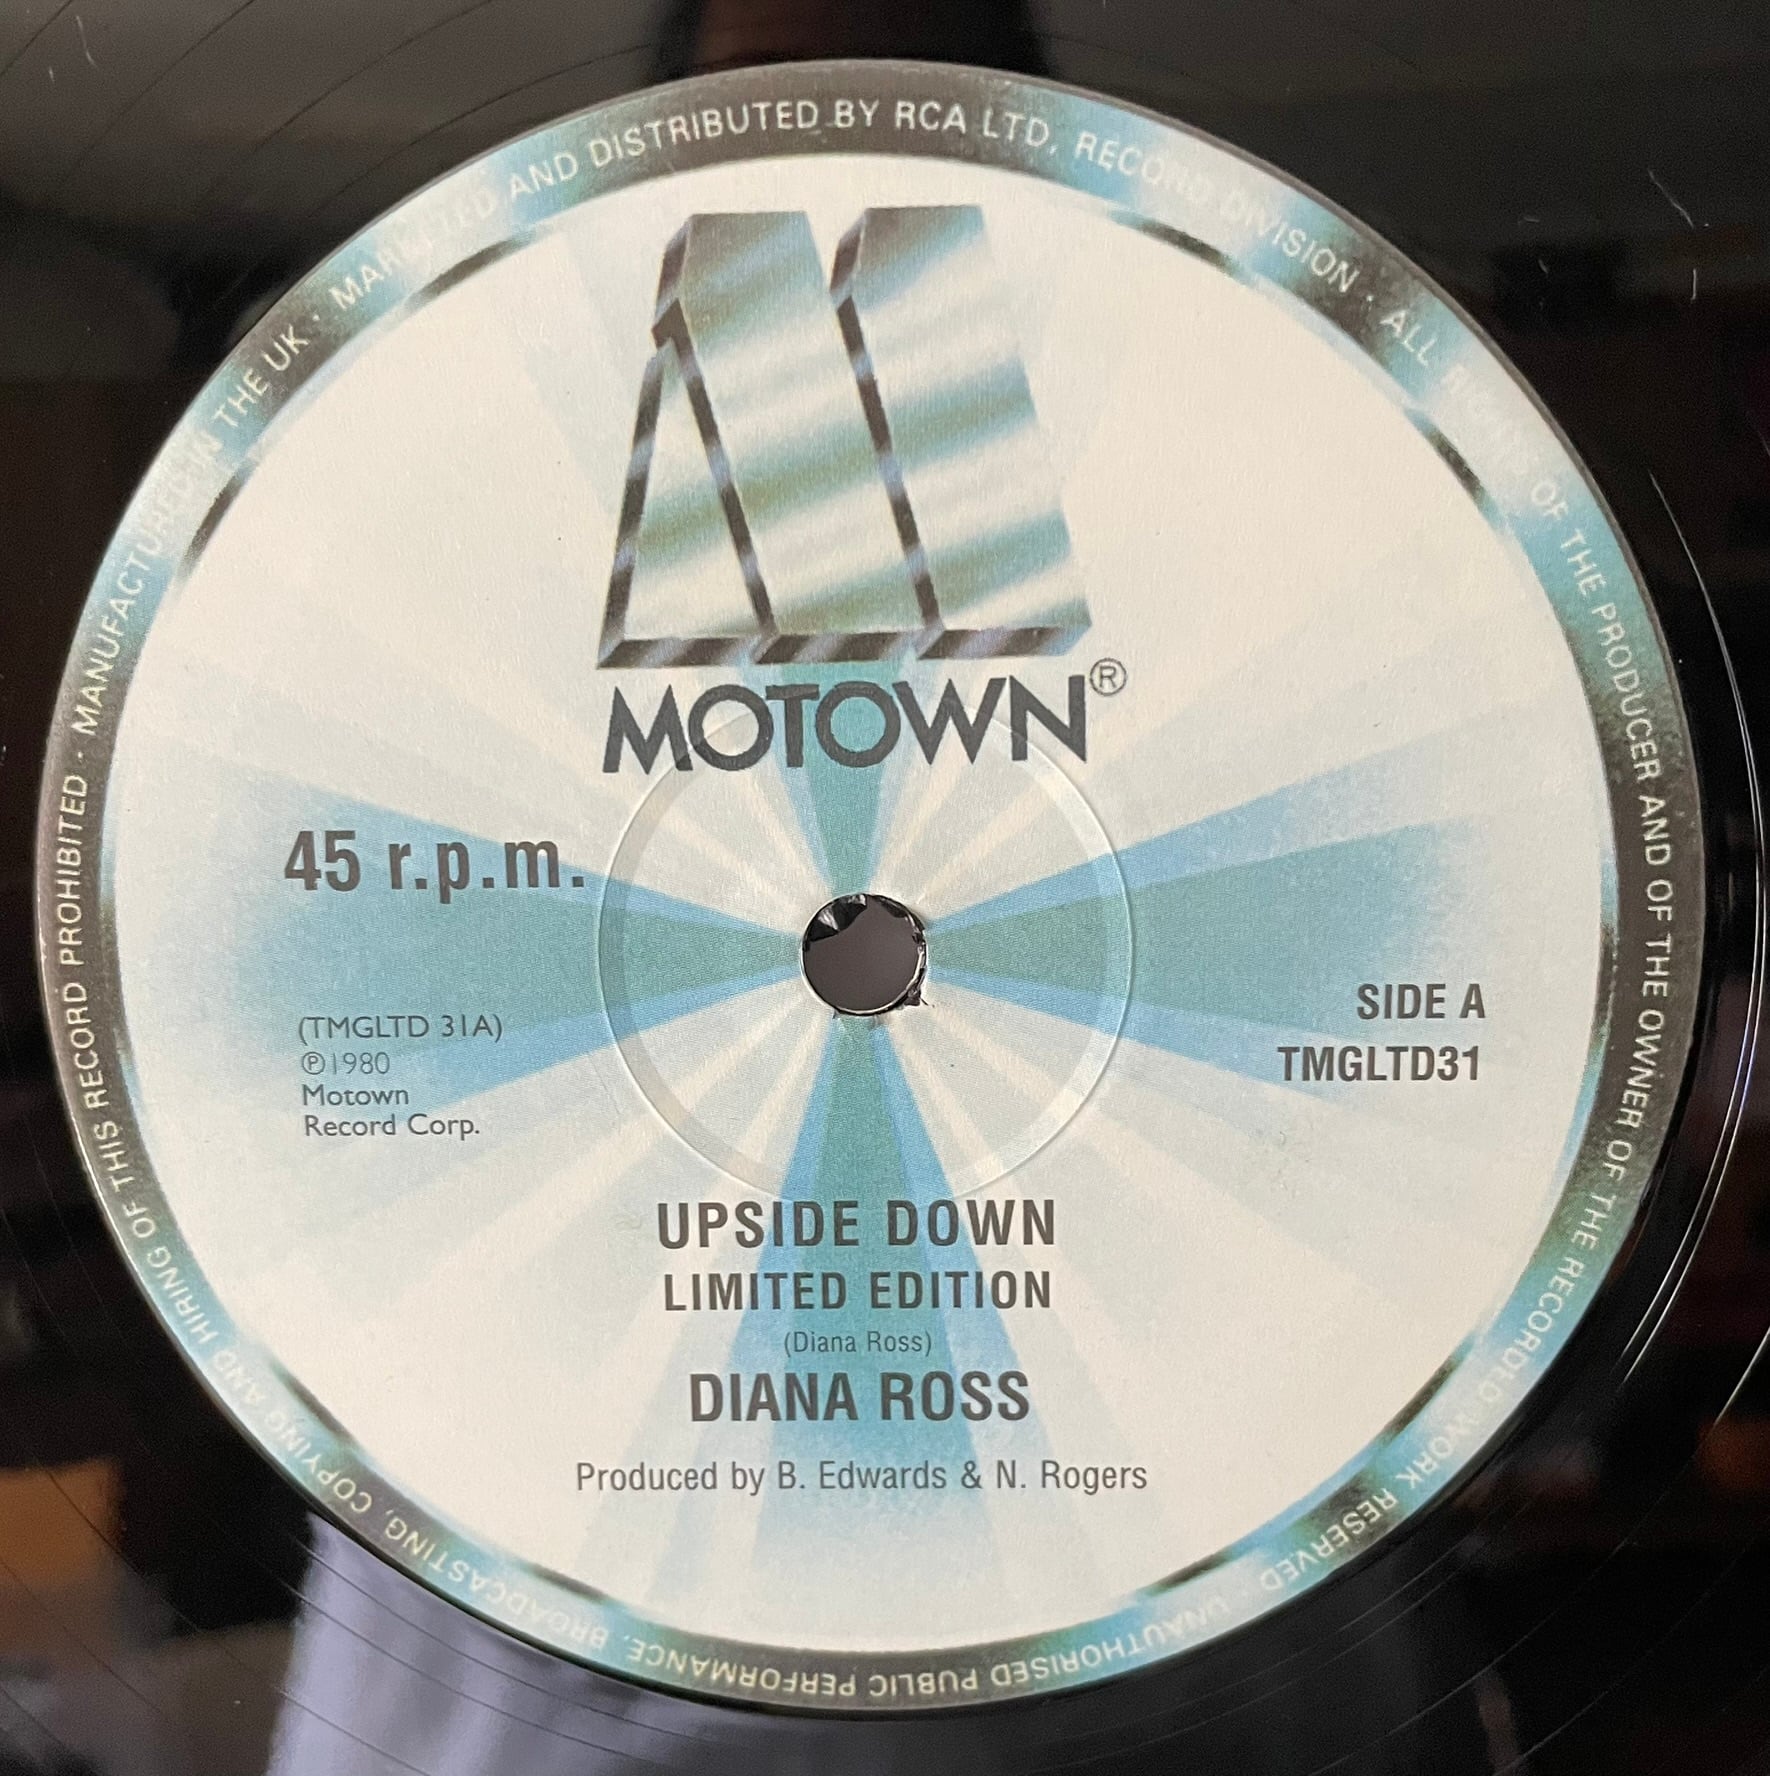 MANUFACTURED IN THE UK · MARKETED AND DISTRIBUTED BY RCA LTD, RECORD DIVISION · ALL RIGHTS OF THE PRODUCER AND OF THE OWNER OF THE RECORDED WORK RESERVED · UNAUTHORISED PUBLIC PERFORMANCE, BROADCASTING, COPYING AND HIRING OF THIS RECORD PROHIBITED ·
MOTOWN®
45 r.p.m.
(TMGLTD 31A)
℗1980
Motown
Record Corp.
SIDE A
TMGLTD31
UPSIDE DOWN
LIMITED EDITION
(Diana Ross)
DIANA ROSS
Produced by B. Edwards & N. Rogers